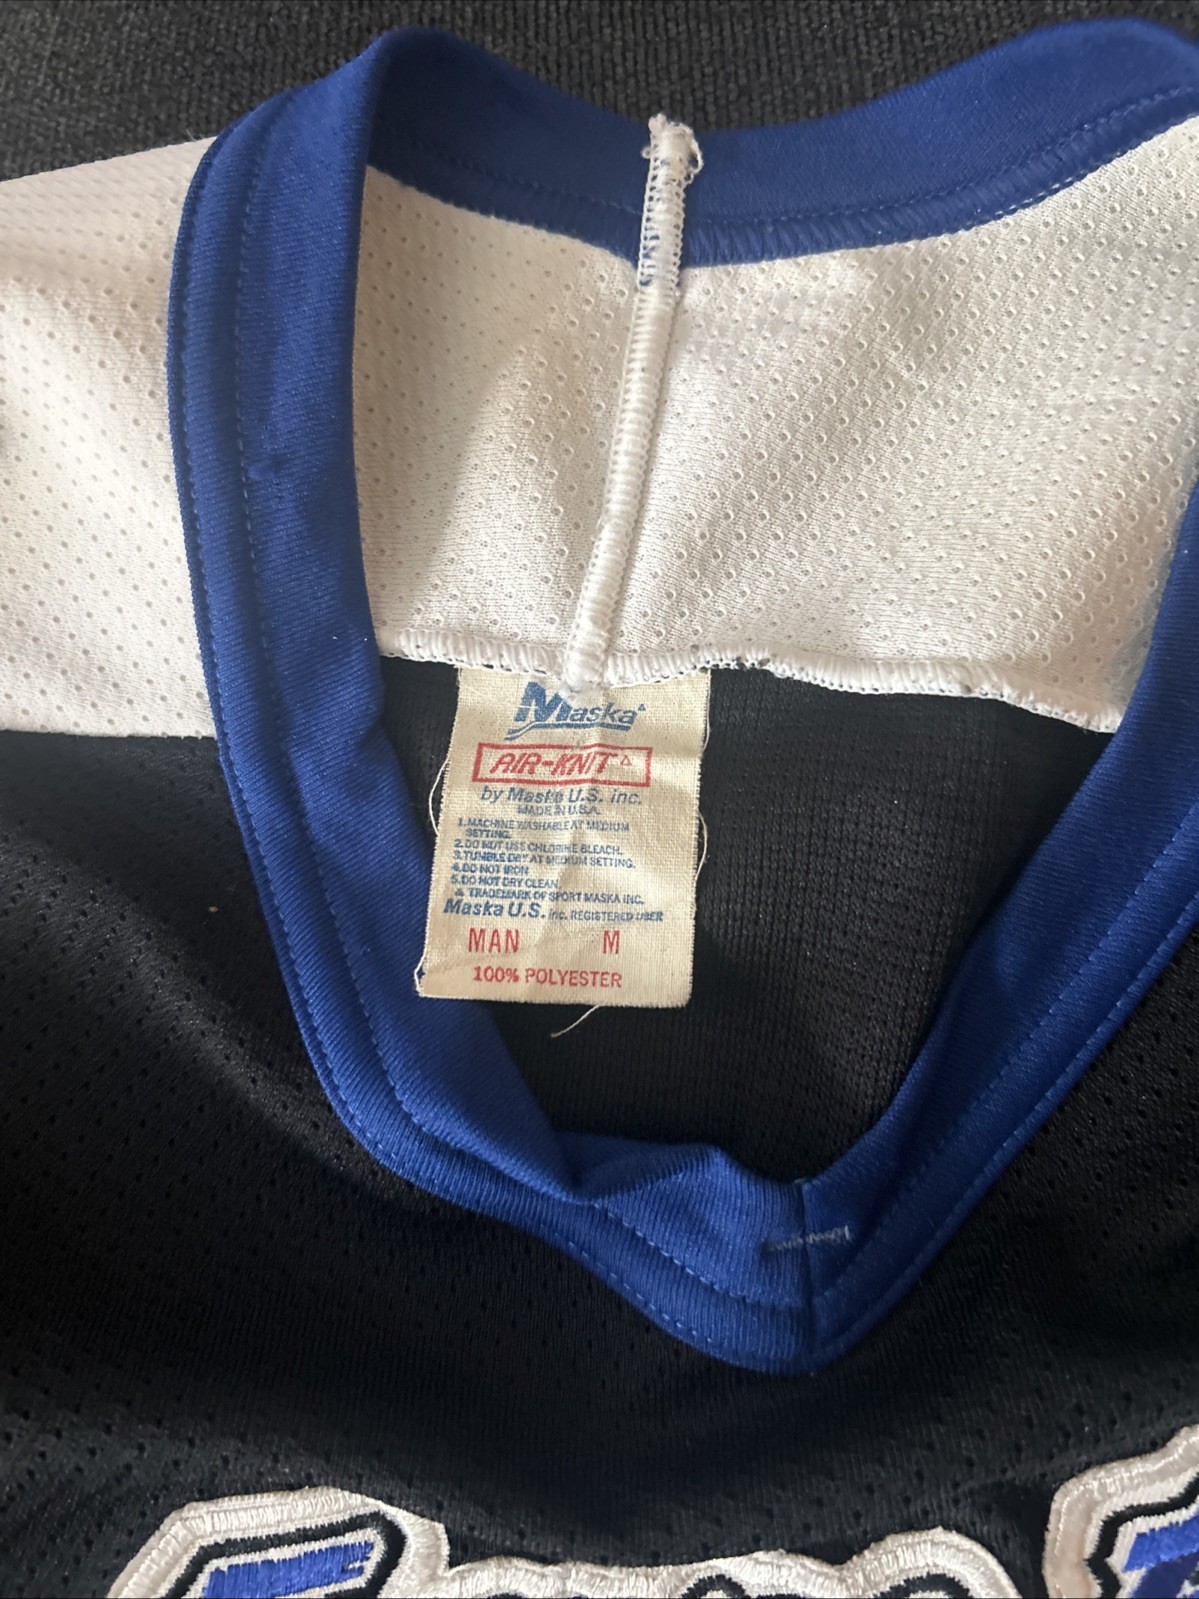 Maska
AIR-KNIT
by Maska U.S. inc.
MADE IN U.S.A.
1. MACHINE WASHABLE AT MEDIUM
SETTING.
2. DO NOT USE CHLORINE BLEACH.
3. TUMBLE DRY AT MEDIUM SETTING.
4. DO NOT IRON
5. DO NOT DRY CLEAN.
TRADEMARK OF SPORT MASKA INC.
Maska U.S. inc. REGISTERED USER
MAN M
100% POLYESTER